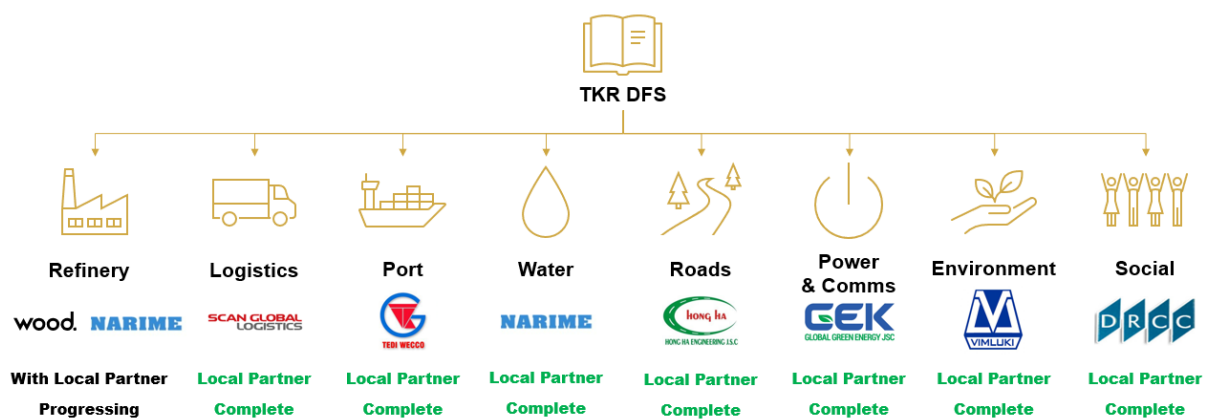 TKR DFS
Refinery
Logistics
Port
Water
Roads
Power
& Comms
Environment
Social
wood. NARIME
SCAN GLOBAL
LOGISTICS
TEDI WECCO
NARIME
HONG HA
HONG HA ENGINEERING J.S.C
GEK
GLOBAL GREEN ENERGY JSC
VIMLUKI
DRCC
With Local Partner
Progressing
Local Partner
Complete
Local Partner
Complete
Local Partner
Complete
Local Partner
Complete
Local Partner
Complete
Local Partner
Complete
Local Partner
Complete